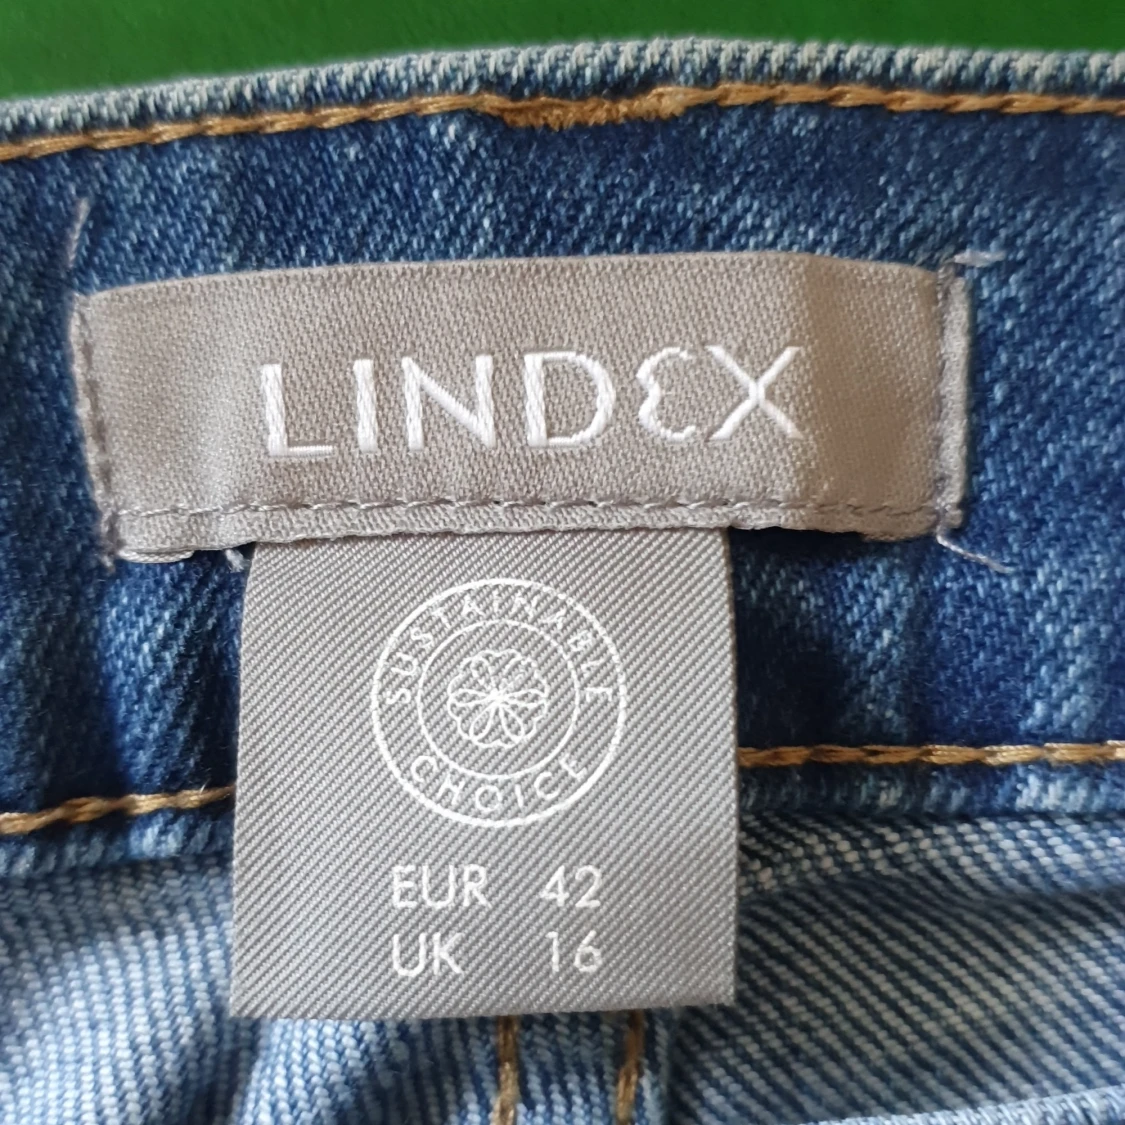 LINDEX
SUSTAINABLE
CHOICE
EUR 42
UK 16